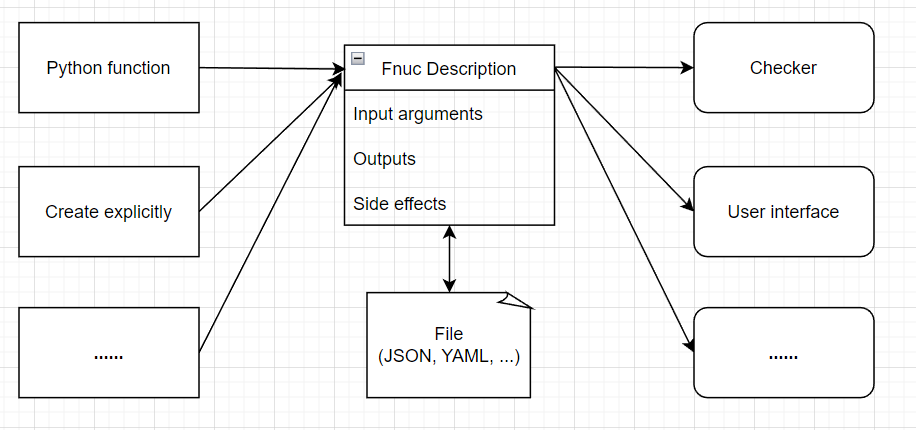 Python function
Create explicitly
......
Fnuc Description
Input arguments
Outputs
Side effects
File
(JSON, YAML, ...)
Checker
User interface
......